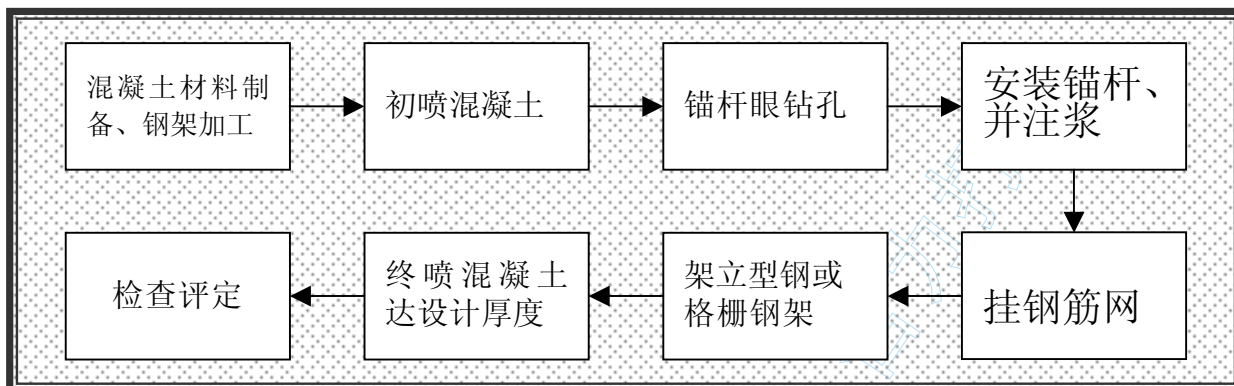 混凝土材料制
备、钢架加工
初喷混凝土
锚杆眼钻孔
安装锚杆、
并注浆
挂钢筋网
架立型钢或
格栅钢架
终喷混凝土
达设计厚度
检查评定